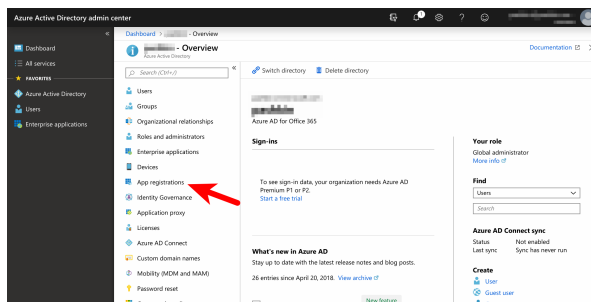 Azure Active Directory admin center
Dashboard > - Overview
- Overview
Azure Active Directory
Documentation
Dashboard
All services
FAVORITES
Azure Active Directory
Users
Enterprise applications
Search (Ctrl+/)
Users
Groups
Organizational relationships
Roles and administrators
Enterprise applications
Devices
App registrations
Identity Governance
Application proxy
Licenses
Azure AD Connect
Custom domain names
Mobility (MDM and MAM)
Password reset
Switch directory Delete directory
Azure AD for Office 365
Sign-ins
To see sign-in data, your organization needs Azure AD
Premium P1 or P2.
Start a free trial
What's new in Azure AD
Stay up to date with the latest release notes and blog posts.
26 entries since April 20, 2018. View archive
New feature
Your role
Global administrator
More info
Find
Users
Search
Azure AD Connect sync
Status Not enabled
Last sync Sync has never run
Create
User
Guest user